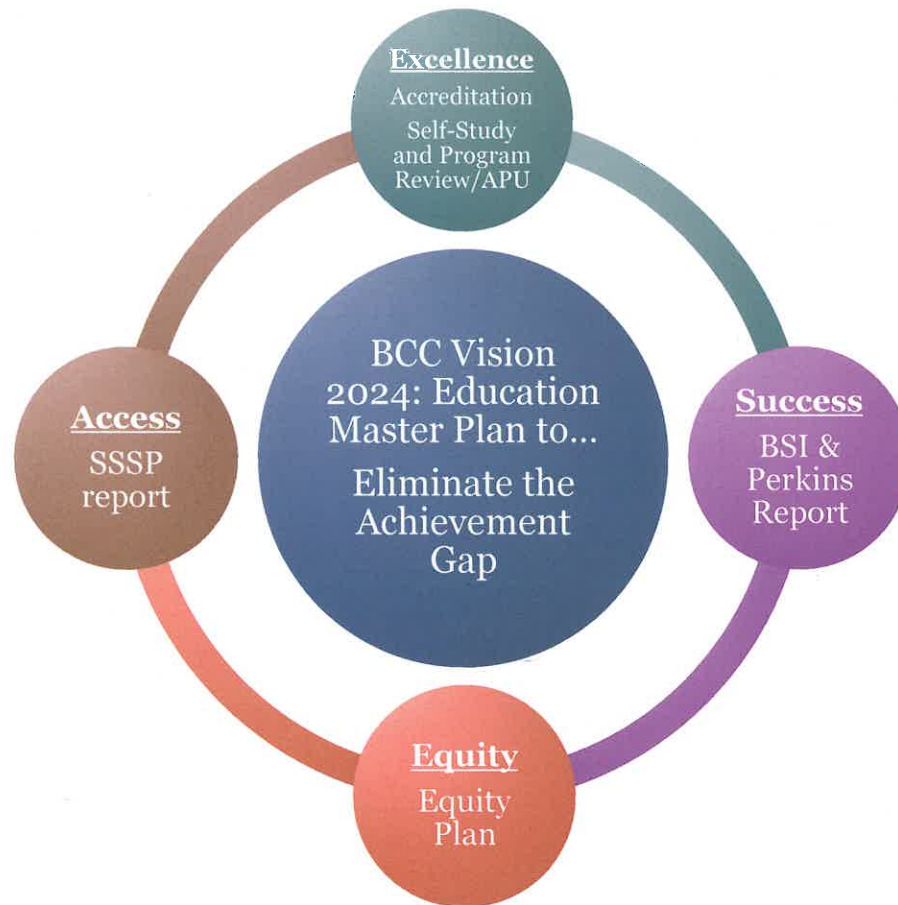 Excellence
Accreditation
Self-Study
and Program
Review/APU
BCC Vision
2024: Education
Master Plan to...
Eliminate the
Achievement
Gap
Access
SSSP
report
Success
BSI &
Perkins
Report
Equity
Equity
Plan